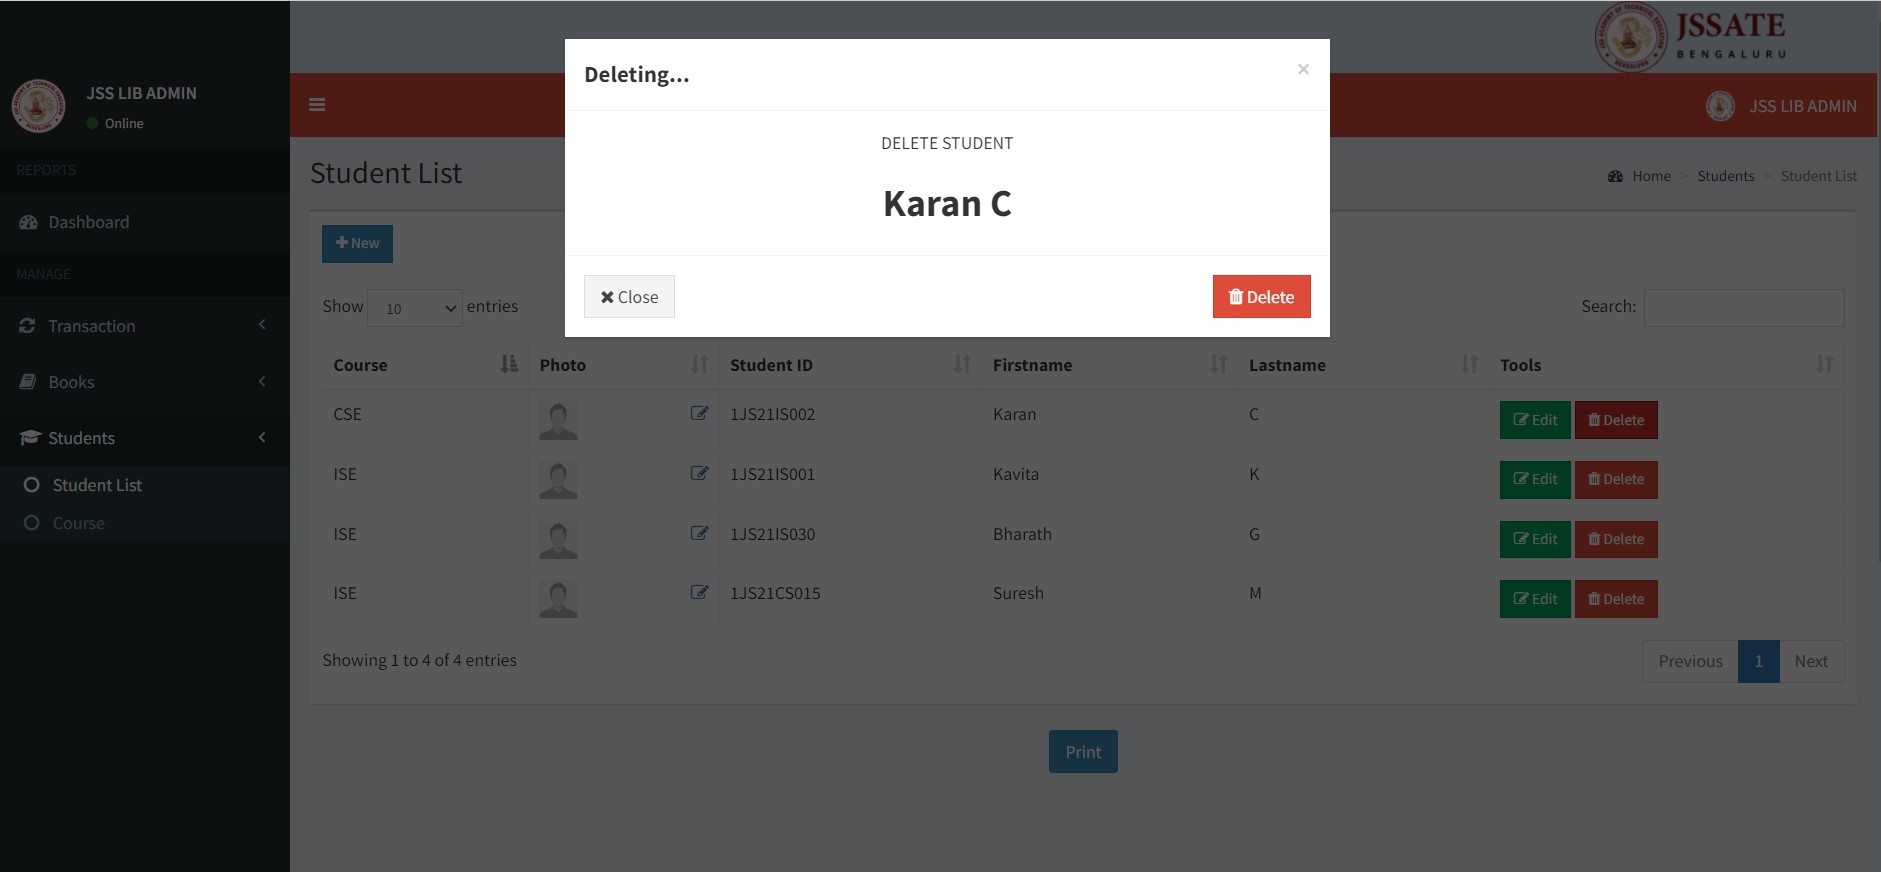 JSSATE
BENGALURU
JSS LIB ADMIN
Online
REPORTS
Dashboard
MANAGE
Transaction
Books
Students
Student List
Course
JSS LIB ADMIN
Student List
Home > Students > Student List
Deleting...
×
DELETE STUDENT
Karan C
Close
Delete
New
Show 10 entries
Search:
Course Photo Student ID Firstname Lastname Tools
CSE 1JS21IS002 Karan C Edit Delete
ISE 1JS21IS001 Kavita K Edit Delete
ISE 1JS21IS030 Bharath G Edit Delete
ISE 1JS21CS015 Suresh M Edit Delete
Showing 1 to 4 of 4 entries
Previous 1 Next
Print